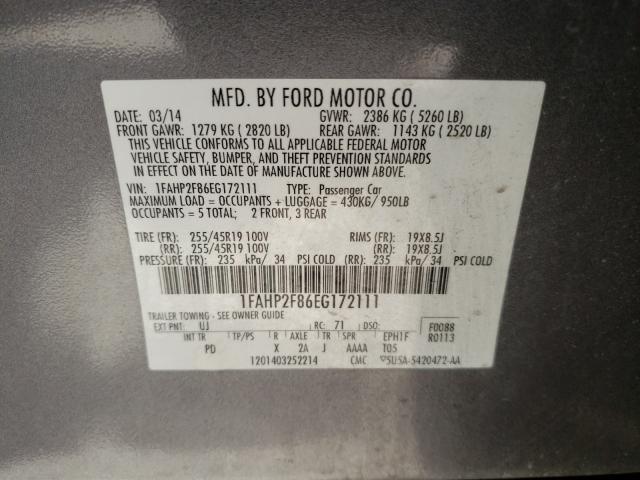 MFD. BY FORD MOTOR CO.
DATE: 03/14 GVWR: 2386 KG ( 5260 LB)
FRONT GAWR: 1279 KG ( 2820 LB) REAR GAWR: 1143 KG ( 2520 LB)
THIS VEHICLE CONFORMS TO ALL APPLICABLE FEDERAL MOTOR
VEHICLE SAFETY, BUMPER, AND THEFT PREVENTION STANDARDS
IN EFFECT ON THE DATE OF MANUFACTURE SHOWN ABOVE.
VIN: 1FAHP2F86EG172111 TYPE: Passenger Car
MAXIMUM LOAD = OCCUPANTS + LUGGAGE = 430KG/ 950LB
OCCUPANTS = 5 TOTAL; 2 FRONT, 3 REAR
TIRE (FR): 255/45R19 100V RIMS (FR): 19X8.5J
(RR): 255/45R19 100V (RR): 19X8.5J
PRESSURE (FR): 235 kPa/ 34 PSI COLD (RR): 235 kPa/ 34 PSI COLD
1FAHP2F86EG172111
TRAILER TOWING - SEE OWNER GUIDE
EXT PNT: UJ RC: 71 DSO: F0088
INT TR TP/PS R AXLE TR SPR EPH1F R0113
PD X 2A J AAAA T05
1201403252214 CMC 5USA-5420472-AA